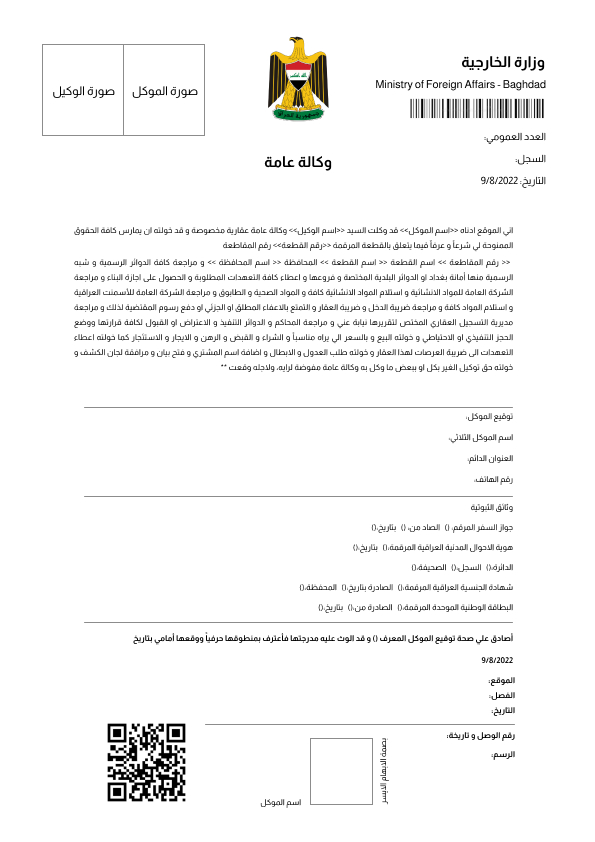 وزارة الخارجية
Ministry of Foreign Affairs - Baghdad
صورة الموكل
صورة الوكيل
العدد العمومي:
السجل:
التاريخ: 9/8/2022
وكالة عامة
اني الموقع ادناه <<اسم الموكل>> قد وكلت السيد <<اسم الوكيل>> وكالة عامة عقارية مخصوصة و قد خولته ان يمارس كافة الحقوق
الممنوحة لي شرعاً و عرفاً فيما يتعلق بالقطعة المرقمة <<رقم القطعة>> رقم المقاطعة
<< رقم المقاطعة >> اسم القطعة >> اسم القطعة << المحافظة >> اسم المحافظة << و مراجعة كافة الدوائر الرسمية و شبه
الرسمية منها أمانة بغداد او الدوائر البلدية المختصة و فروعها و اعطاء كافة التعهدات المطلوبة و الحصول على اجازة البناء و مراجعة
الشركة العامة للمواد الانشائية و استلام المواد الانشائية كافة و المواد الصحية و الطابوق و مراجعة الشركة العامة للأسمنت العراقية
و استلام المواد كافة و مراجعة ضريبة الدخل و ضريبة العقار و التمتع بالاعفاء المطلق او الجزئي او دفع رسوم المقتضية لذلك و مراجعة
مديرية التسجيل العقاري المختص لتقريرها نيابة عني و مراجعة المحاكم و الدوائر التنفيذ و الاعتراض او القبول لكافة قرارتها ووضع
الحجز التنفيذي او الاحتياطي و خولته البيع و بالسعر الي يراه مناسباً و الشراء و القبض و الرهن و الايجار و الاستئجار كما خولته اعطاء
التعهدات الى ضريبة العرصات لهذا العقار و خولته طلب العدول و الابطال و اضافة اسم المشتري و فتح بيان و مرافقة لجان الكشف و
خولته حق توكيل الغير بكل او ببعض ما وكل به وكالة عامة مفوضة لرايه، ولاجله وقعت **
توقيع الموكل،
اسم الموكل الثلاثي،
العنوان الدائم،
رقم الهاتف،
وثائق الثبوتية
جواز السفر المرقم، () الصاد من، () بتاريخ،()
هوية الاحوال المدنية العراقية المرقمة،() بتاريخ،()
الدائرة،() السجل،() الصحيفة،()
شهادة الجنسية العراقية المرقمة،() الصادرة بتاريخ،() المحفظة،()
البطاقة الوطنية الموحدة المرقمة،() الصادرة من،() بتاريخ،()
أصادق علي صحة توقيع الموكل المعرف () و قد الوث عليه مدرجتها فأعترف بمنطوقها حرفياً ووقعها أمامي بتاريخ
9/8/2022
الموقع:
الفصل:
التاريخ:
رقم الوصل و تاريخة:
الرسم:
بصمة الابهام الايسر
اسم الموكل